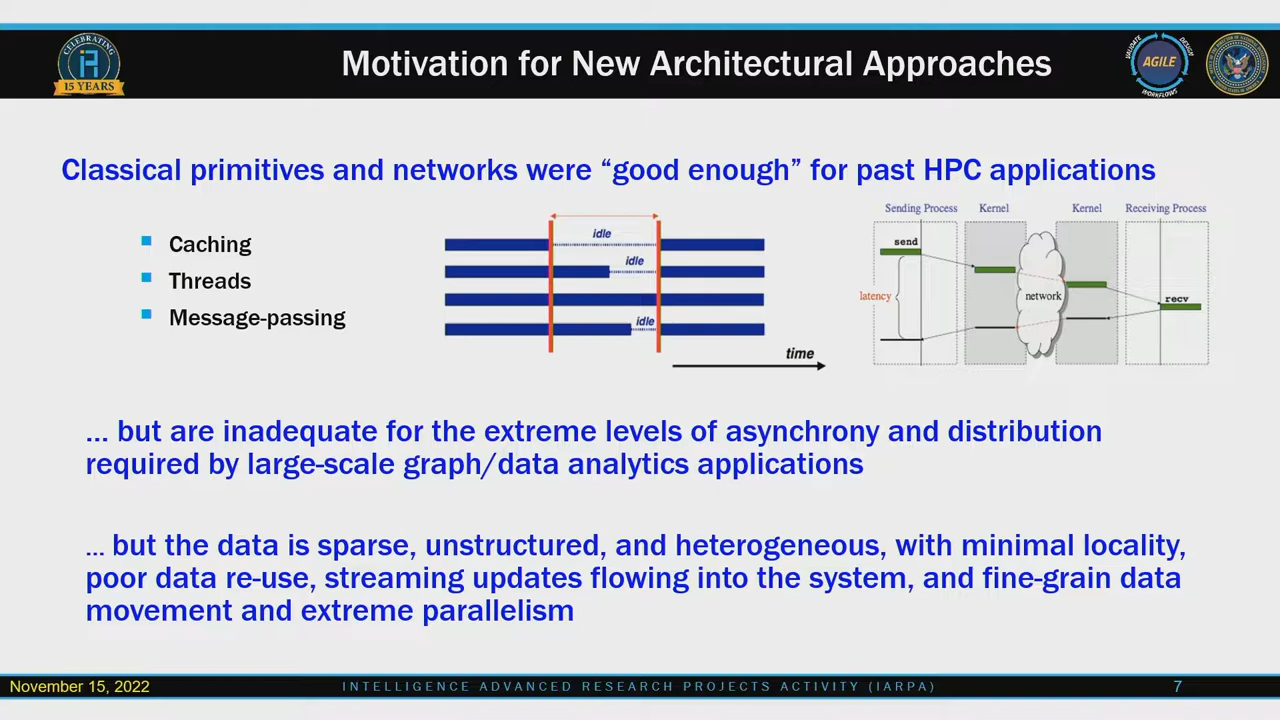 CELEBRATING
15 YEARS
Motivation for New Architectural Approaches
VALIDATE
DESIGN
AGILE
WORKFLOWS
Classical primitives and networks were “good enough” for past HPC applications
Caching
Threads
Message-passing
idle
idle
idle
time
Sending Process
Kernel
Kernel
Receiving Process
send
latency
network
recv
... but are inadequate for the extreme levels of asynchrony and distribution
required by large-scale graph/data analytics applications
... but the data is sparse, unstructured, and heterogeneous, with minimal locality,
poor data re-use, streaming updates flowing into the system, and fine-grain data
movement and extreme parallelism
November 15, 2022
INTELLIGENCE ADVANCED RESEARCH PROJECTS ACTIVITY (IARPA)
7